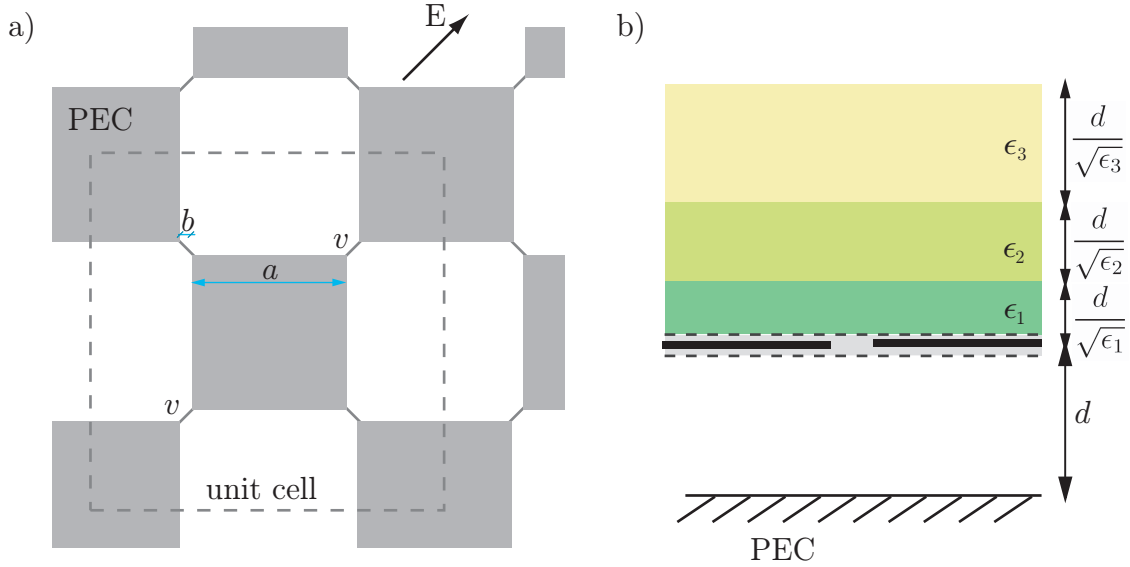 a)
E
PEC
b
v
a
v
unit cell
b)
ϵ₃
d
√ϵ₃
ϵ₂
d
√ϵ₂
ϵ₁
d
√ϵ₁
d
PEC